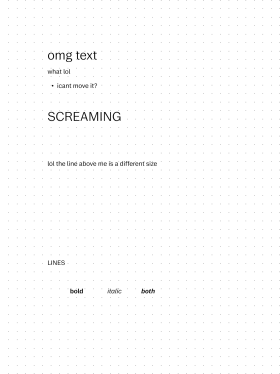 omg text
what lol
• icant move it?
SCREAMING
lol the line above me is a different size
LINES
bold italic both